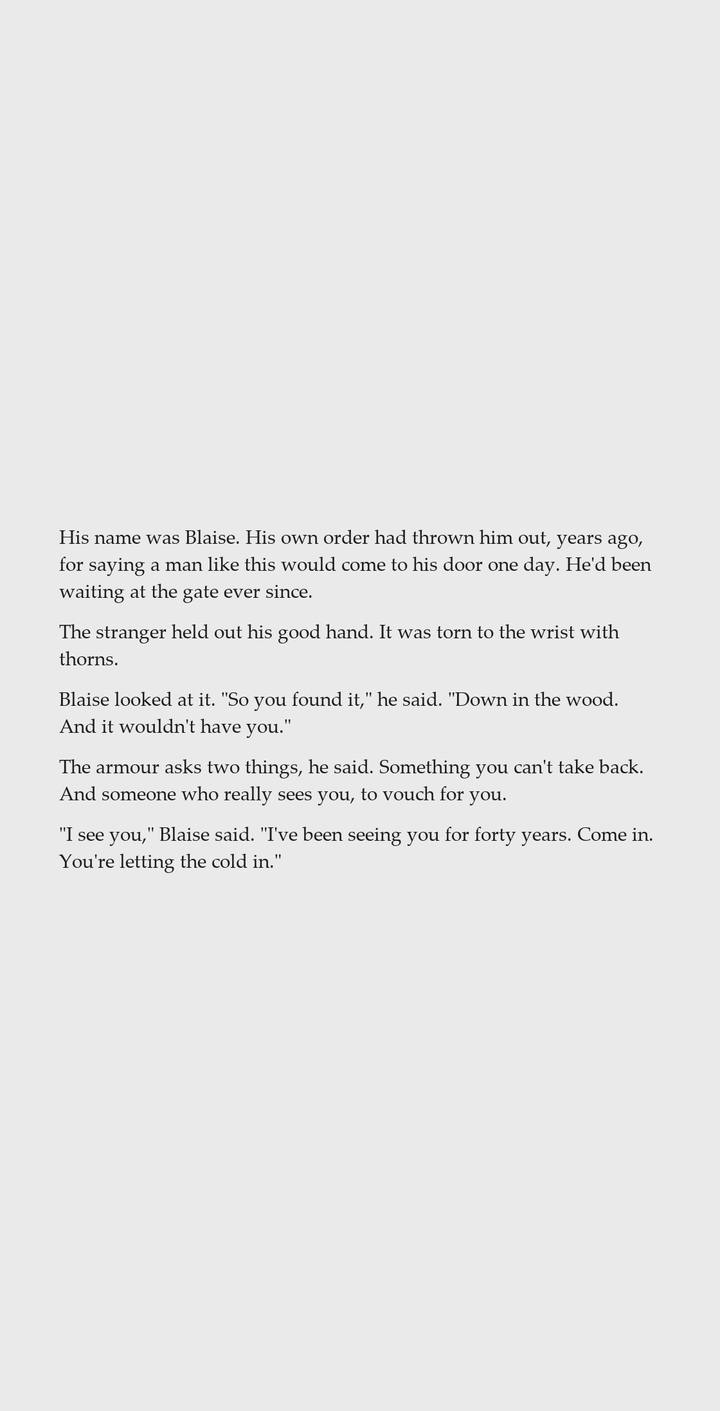 His name was Blaise. His own order had thrown him out, years ago,
for saying a man like this would come to his door one day. He'd been
waiting at the gate ever since.
The stranger held out his good hand. It was torn to the wrist with
thorns.
Blaise looked at it. "So you found it," he said. "Down in the wood.
And it wouldn't have you."
The armour asks two things, he said. Something you can't take back.
And someone who really sees you, to vouch for you.
"I see you," Blaise said. "I've been seeing you for forty years. Come in.
You're letting the cold in."